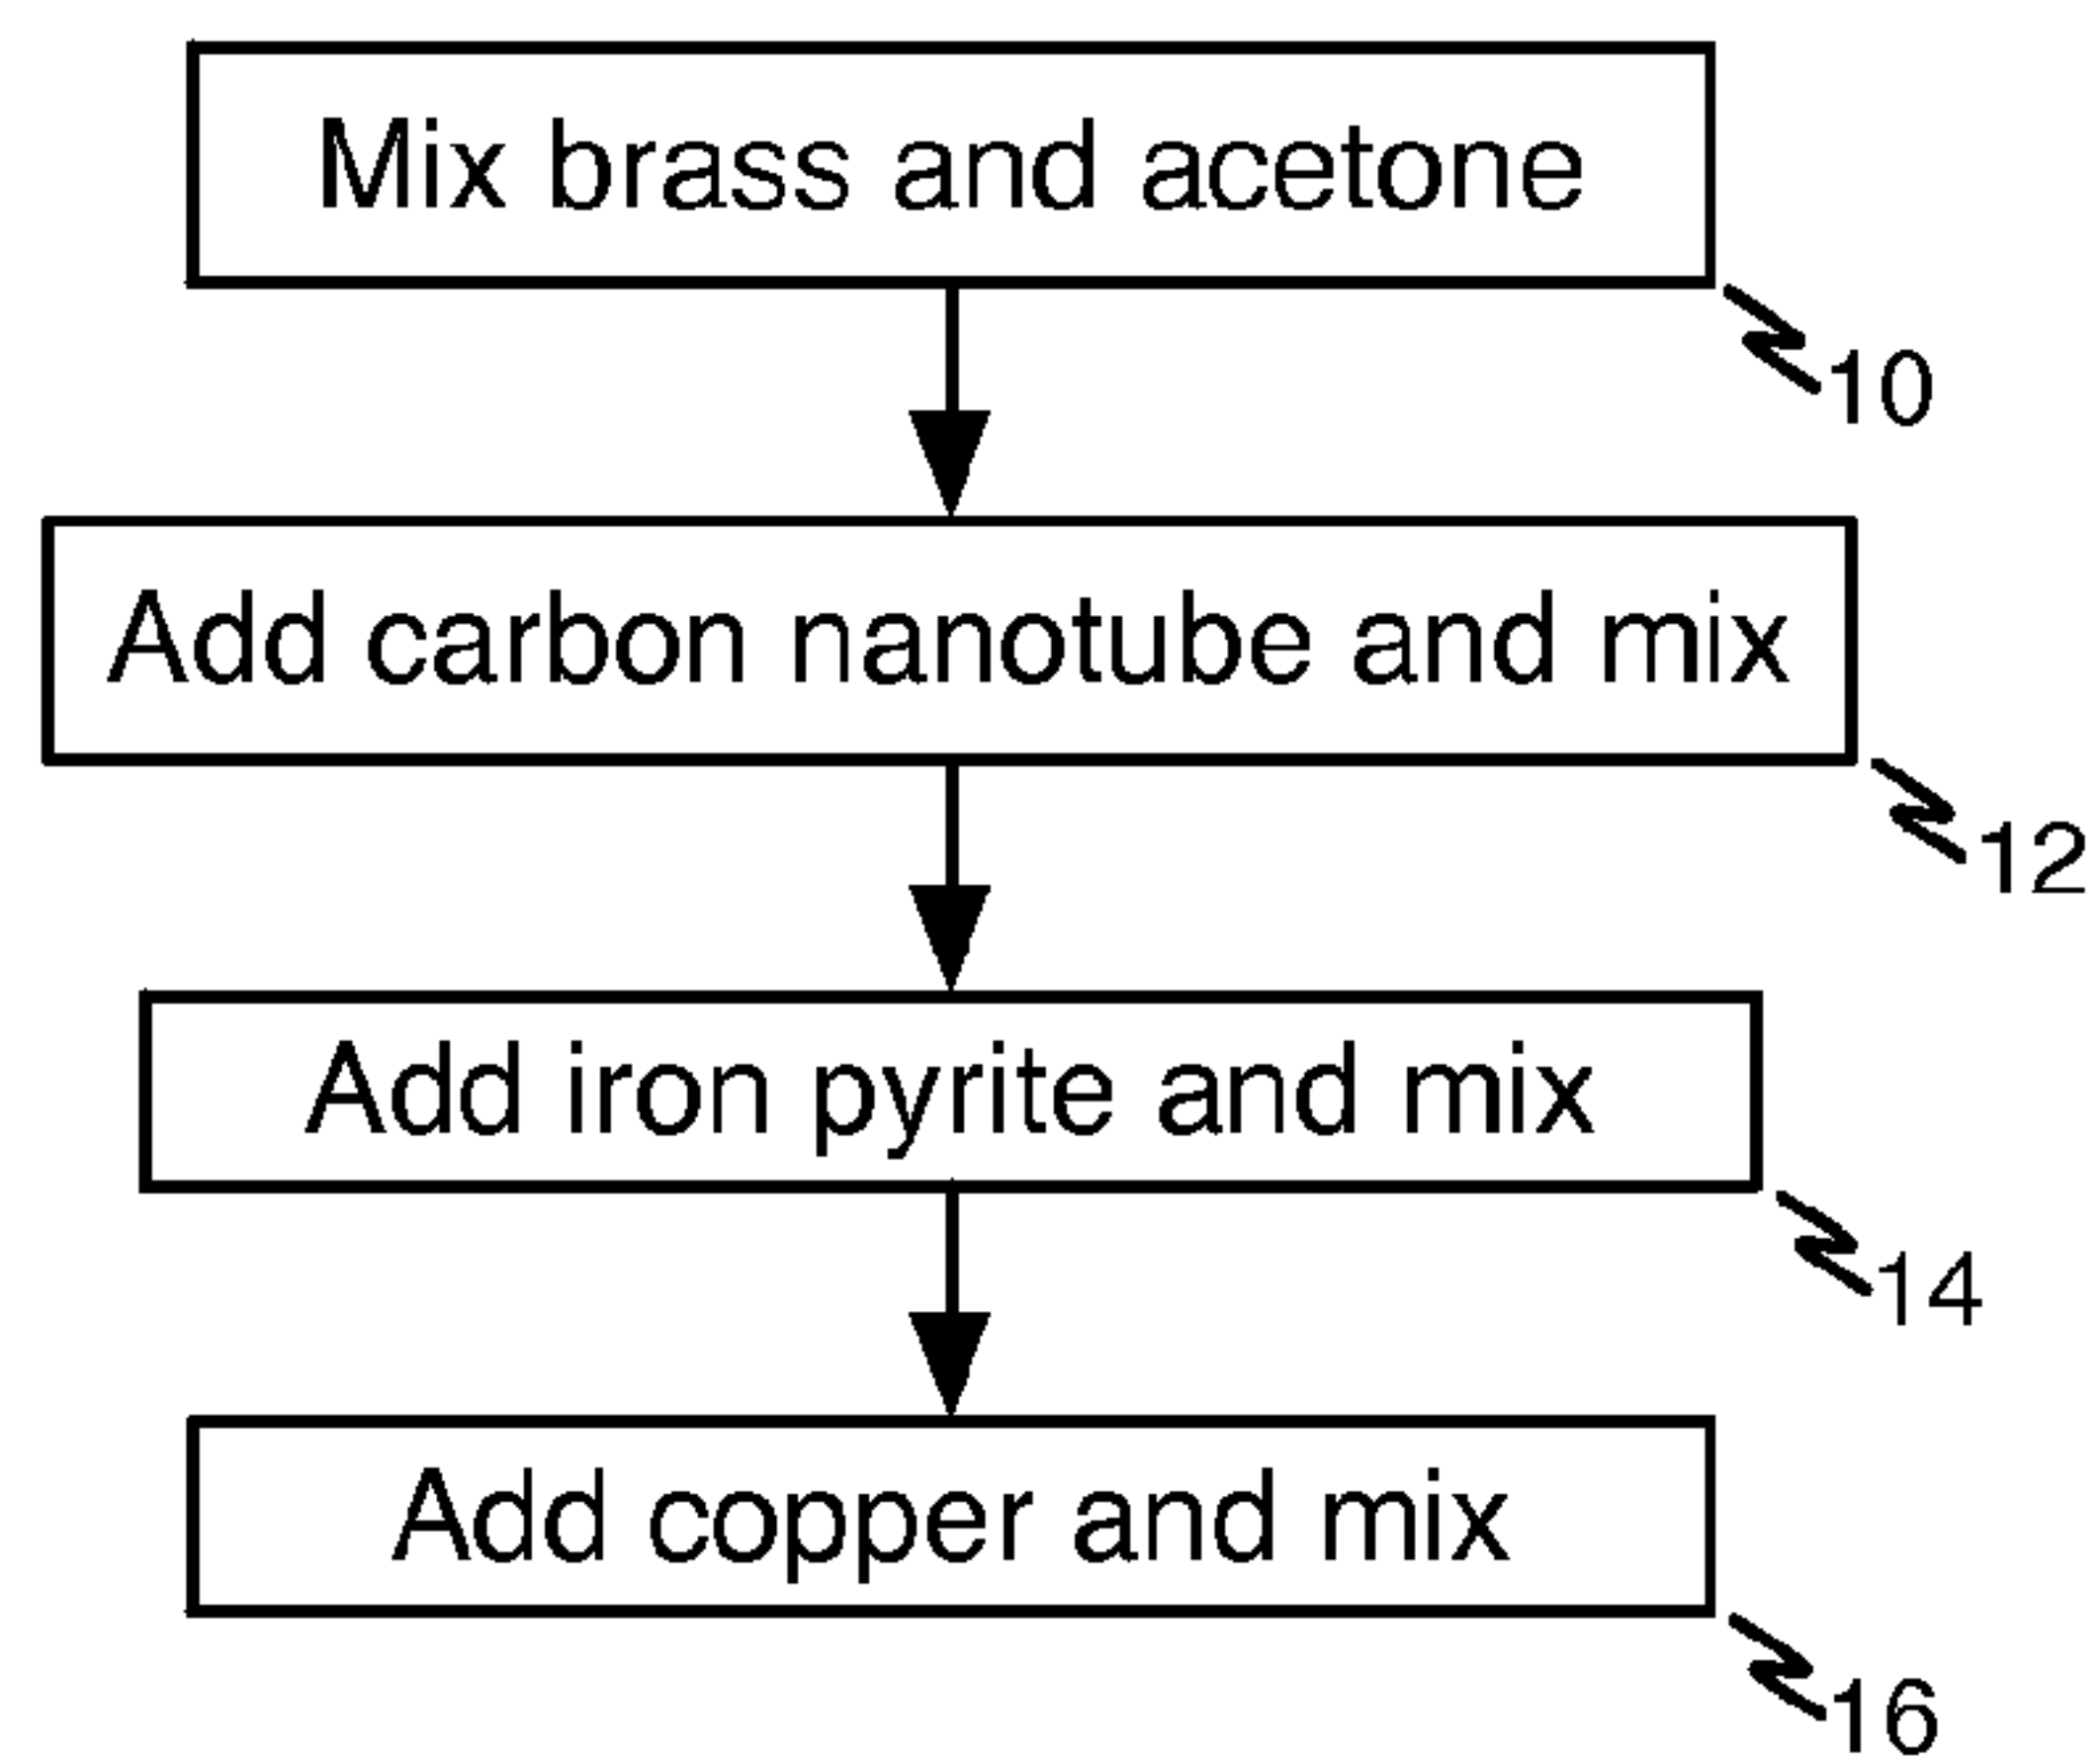 Mix brass and acetone
10
Add carbon nanotube and mix
12
Add iron pyrite and mix
14
Add copper and mix
16